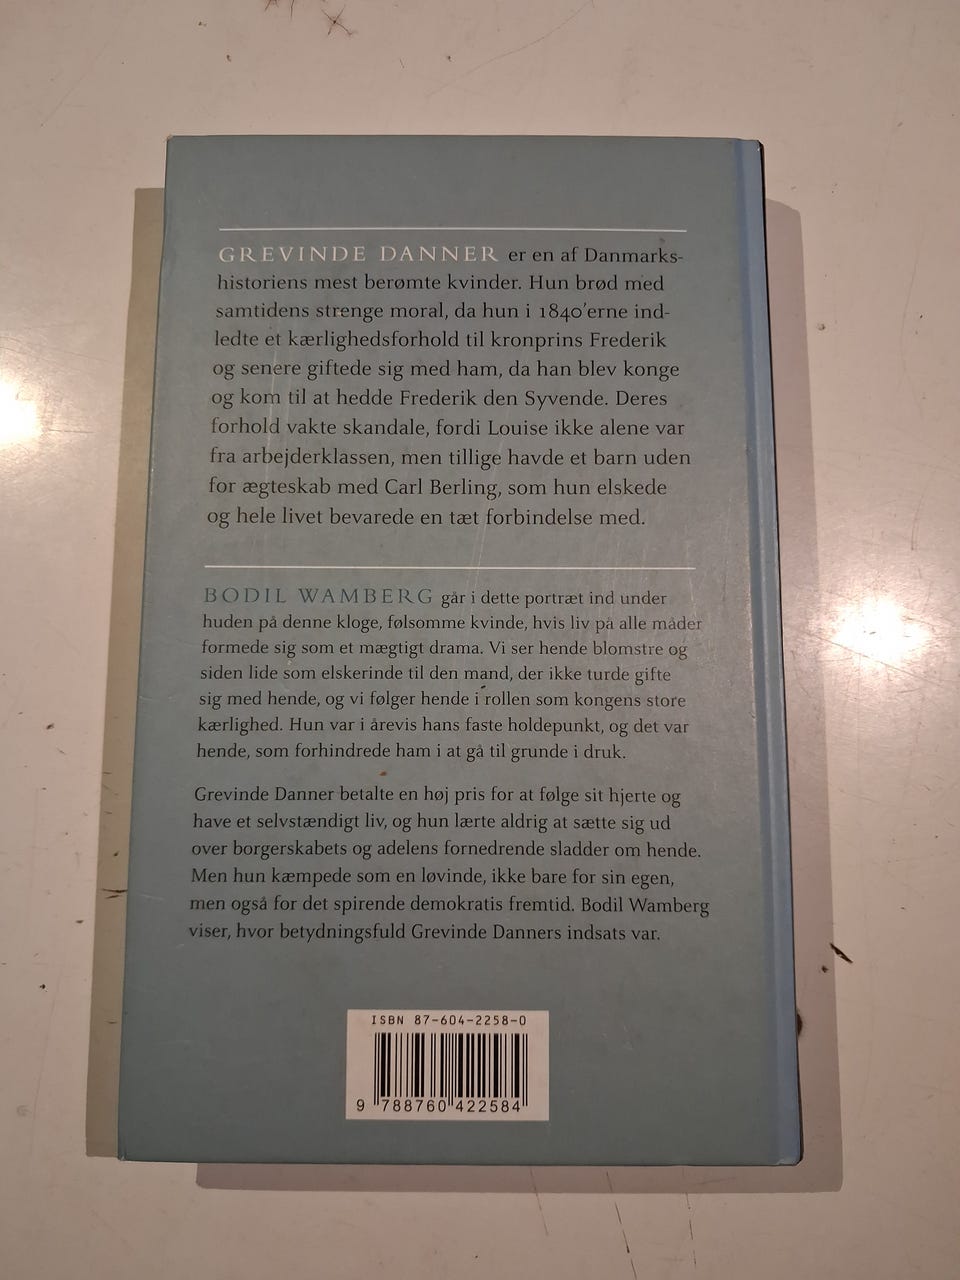 GREVINDE DANNER er en af Danmarks-
historiens mest berømte kvinder. Hun brød med
samtidens strenge moral, da hun i 1840'erne ind-
ledte et kærlighedsforhold til kronprins Frederik
og senere giftede sig med ham, da han blev konge
og kom til at hedde Frederik den Syvende. Deres
forhold vakte skandale, fordi Louise ikke alene var
fra arbejderklassen, men tillige havde et barn uden
for ægteskab med Carl Berling, som hun elskede
og hele livet bevarede en tæt forbindelse med.
BODIL WAMBERG går i dette portræt ind under
huden på denne kloge, følsomme kvinde, hvis liv på alle måder
formede sig som et mægtigt drama. Vi ser hende blomstre og
siden lide som elskerinde til den mand, der ikke turde gifte
sig med hende, og vi følger hende i rollen som kongens store
kærlighed. Hun var i årevis hans faste holdepunkt, og det var
hende, som forhindrede ham i at gå til grunde i druk.
Grevinde Danner betalte en høj pris for at følge sit hjerte og
have et selvstændigt liv, og hun lærte aldrig at sætte sig ud
over borgerskabets og adelens fornedrende sladder om hende.
Men hun kæmpede som en løvinde, ikke bare for sin egen,
men også for det spirende demokratis fremtid. Bodil Wamberg
viser, hvor betydningsfuld Grevinde Danners indsats var.
ISBN 87-604-2258-0
9 788760 422584